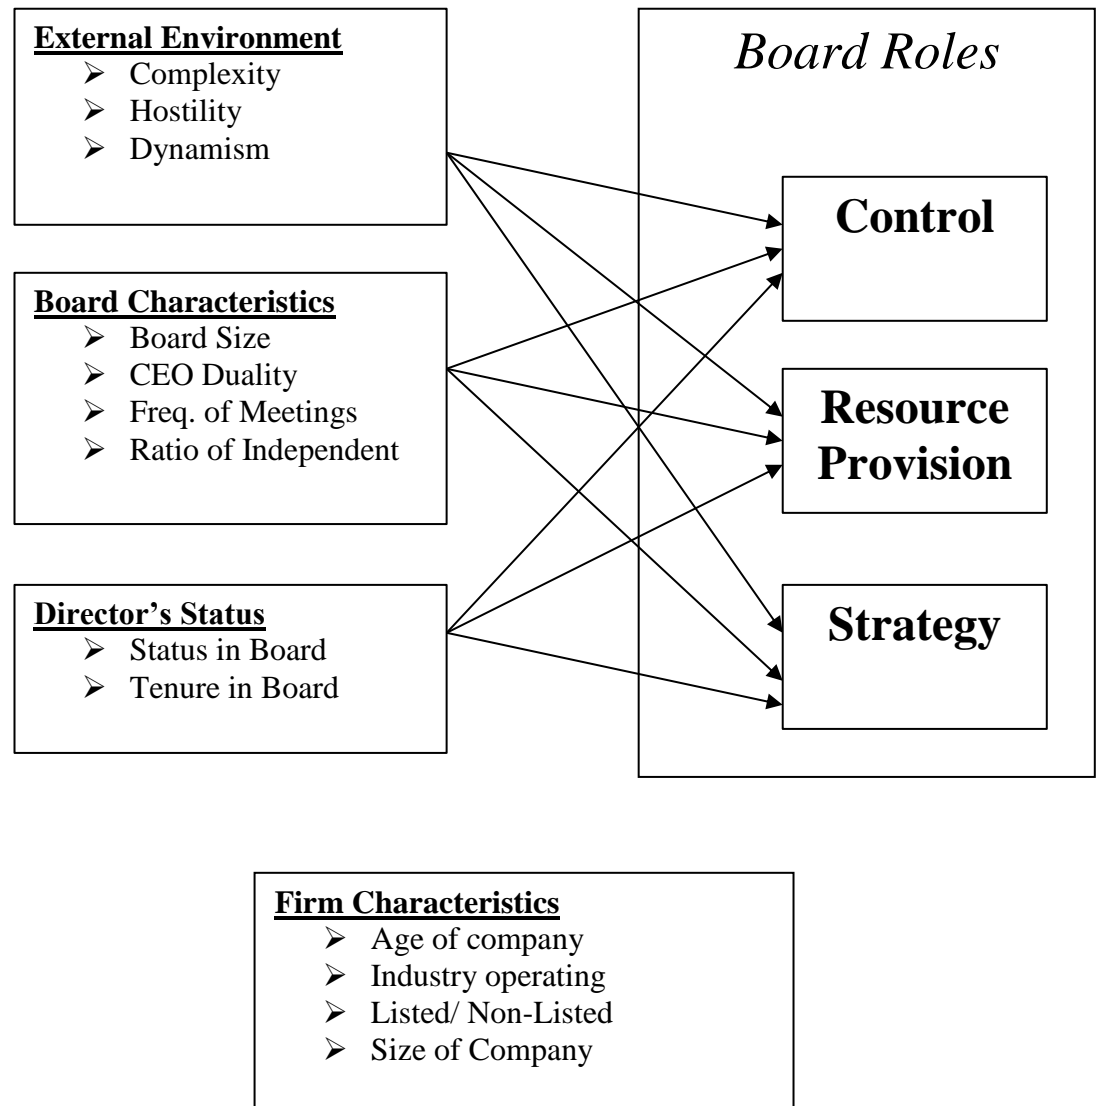 External Environment
➢ Complexity
➢ Hostility
➢ Dynamism
Board Characteristics
➢ Board Size
➢ CEO Duality
➢ Freq. of Meetings
➢ Ratio of Independent
Director’s Status
➢ Status in Board
➢ Tenure in Board
Board Roles
Control
Resource
Provision
Strategy
Firm Characteristics
➢ Age of company
➢ Industry operating
➢ Listed/ Non-Listed
➢ Size of Company